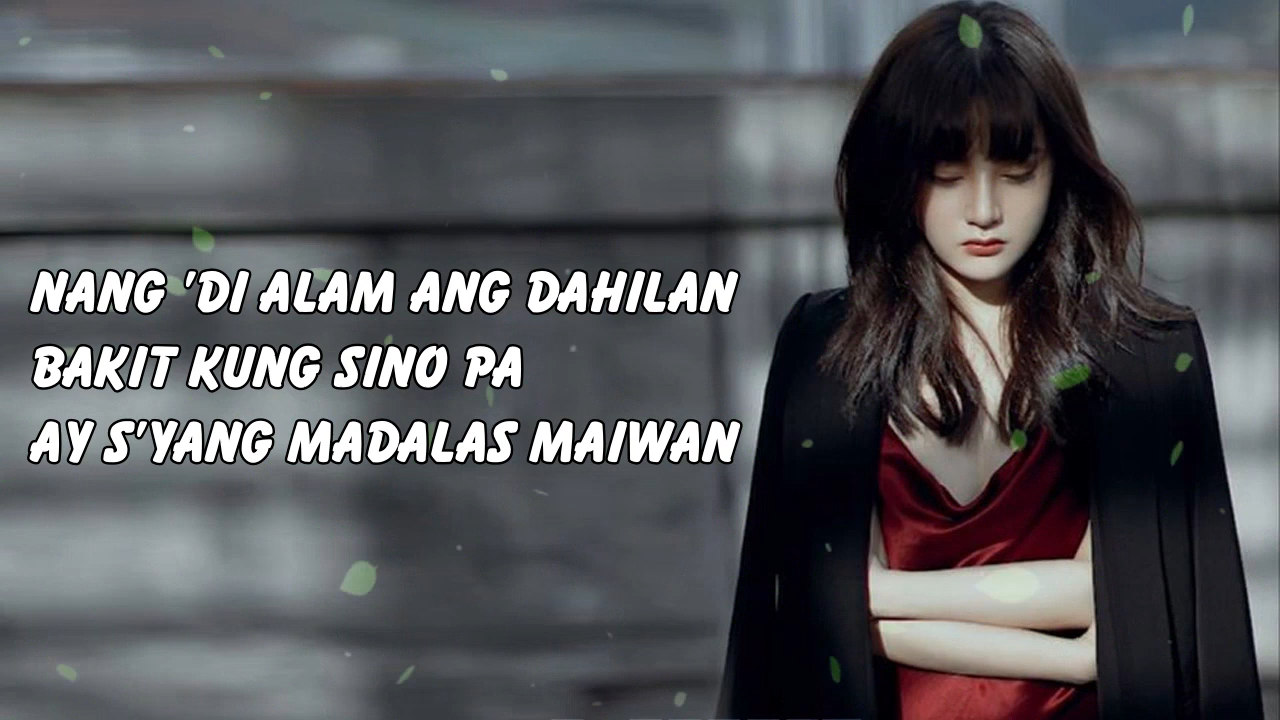 NANG 'DI ALAM ANG DAHILAN
BAKIT KUNG SINO PA
AY S'YANG MADALAS MAIWAN